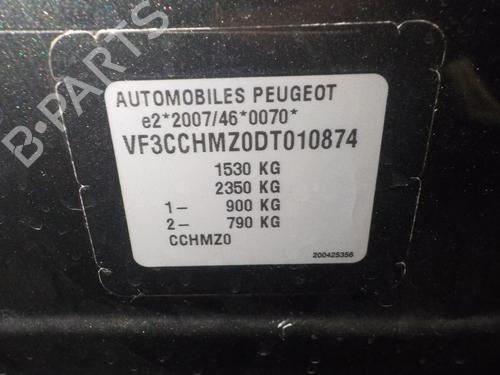 B-PARTS
AUTOMOBILES PEUGEOT
e2*2007/46*0070*
VF3CCHMZ0DT010874
1530 KG
2350 KG
1- 900 KG
2- 790 KG
CCHMZ0
200425356